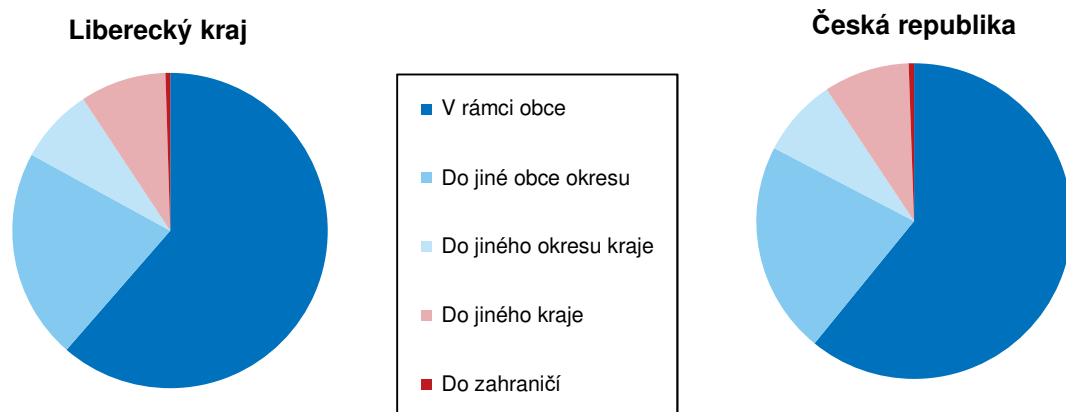 Liberecký kraj
Česká republika
V rámci obce
Do jiné obce okresu
Do jiného okresu kraje
Do jiného kraje
Do zahraničí